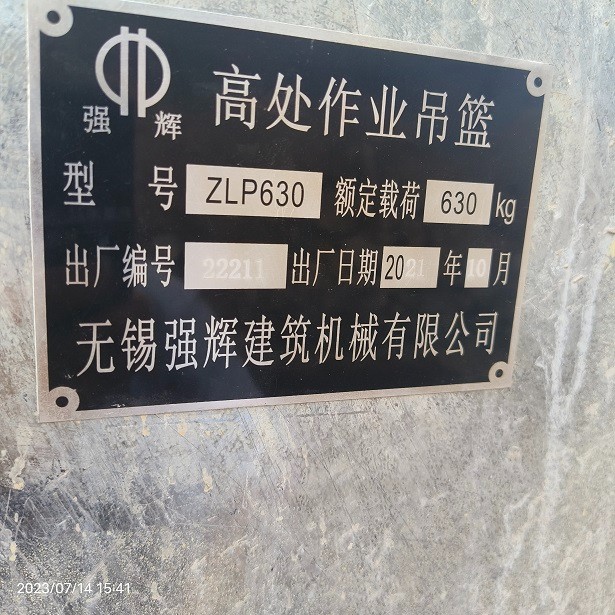 强辉
高处作业吊篮
型号 ZLP630 额定载荷 630 kg
出厂编号 22211 出厂日期 2021 年 10 月
无锡强辉建筑机械有限公司
2023/07/14 15:41